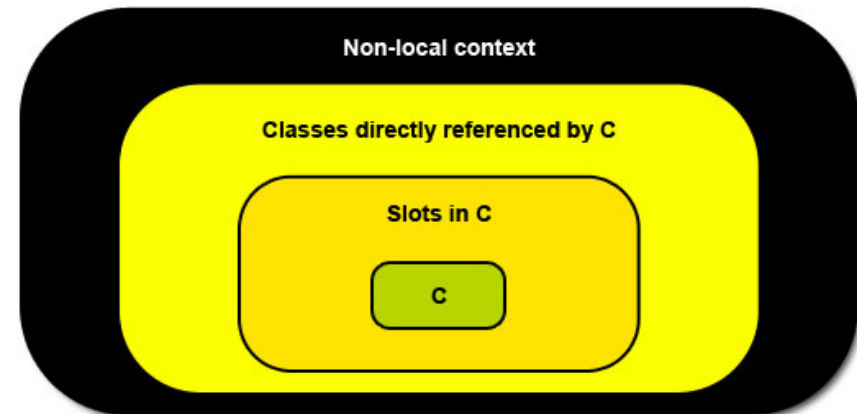 Non-local context
Classes directly referenced by C
Slots in C
C